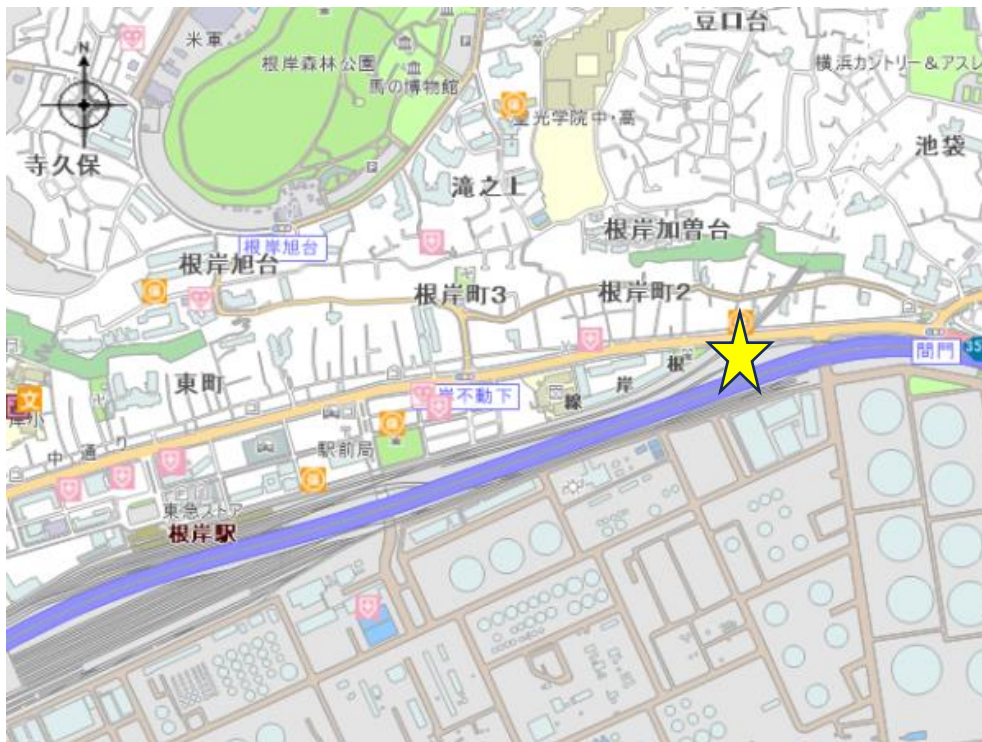 豆口台
米軍
N
根岸森林公園
馬の博物館
横浜カントリー＆アスレ
聖光学院中・高
池袋
寺久保
滝之上
根岸加曽台
根岸旭台
根岸旭台
根岸町3
根岸町2
間門
35
東町
根
岸
線
岸不動下
文
岸小
中通り
駅前局
東急ストア
根岸駅